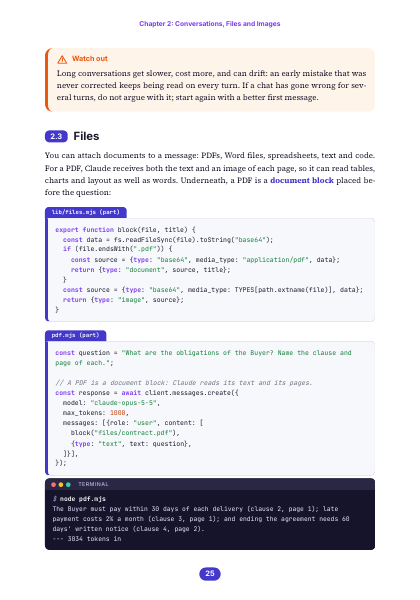 Chapter 2: Conversations, Files and Images
Watch out
Long conversations get slower, cost more, and can drift: an early mistake that was
never corrected keeps being read on every turn. If a chat has gone wrong for sev-
eral turns, do not argue with it; start again with a better first message.
2.3 Files
You can attach documents to a message: PDFs, Word files, spreadsheets, text and code.
For a PDF, Claude receives both the text and an image of each page, so it can read tables,
charts and layout as well as words. Underneath, a PDF is a document block placed be-
fore the question:
lib/files.mjs (part)
export function block(file, title) {
  const data = fs.readFileSync(file).toString("base64");
  if (file.endsWith(".pdf")) {
    const source = {type: "base64", media_type: "application/pdf", data};
    return {type: "document", source, title};
  }
  const source = {type: "base64", media_type: TYPES[path.extname(file)], data};
  return {type: "image", source};
}
pdf.mjs (part)
const question = "What are the obligations of the Buyer? Name the clause and
page of each.";
// A PDF is a document block: Claude reads its text and its pages.
const response = await client.messages.create({
  model: "claude-opus-5-5",
  max_tokens: 1000,
  messages: [{role: "user", content: [
    block("files/contract.pdf"),
    {type: "text", text: question},
  ]}],
});
TERMINAL
$ node pdf.mjs
The Buyer must pay within 30 days of each delivery (clause 2, page 1); late
payment costs 2% a month (clause 3, page 1); and ending the agreement needs 60
days' written notice (clause 4, page 2).
--- 3034 tokens in
25